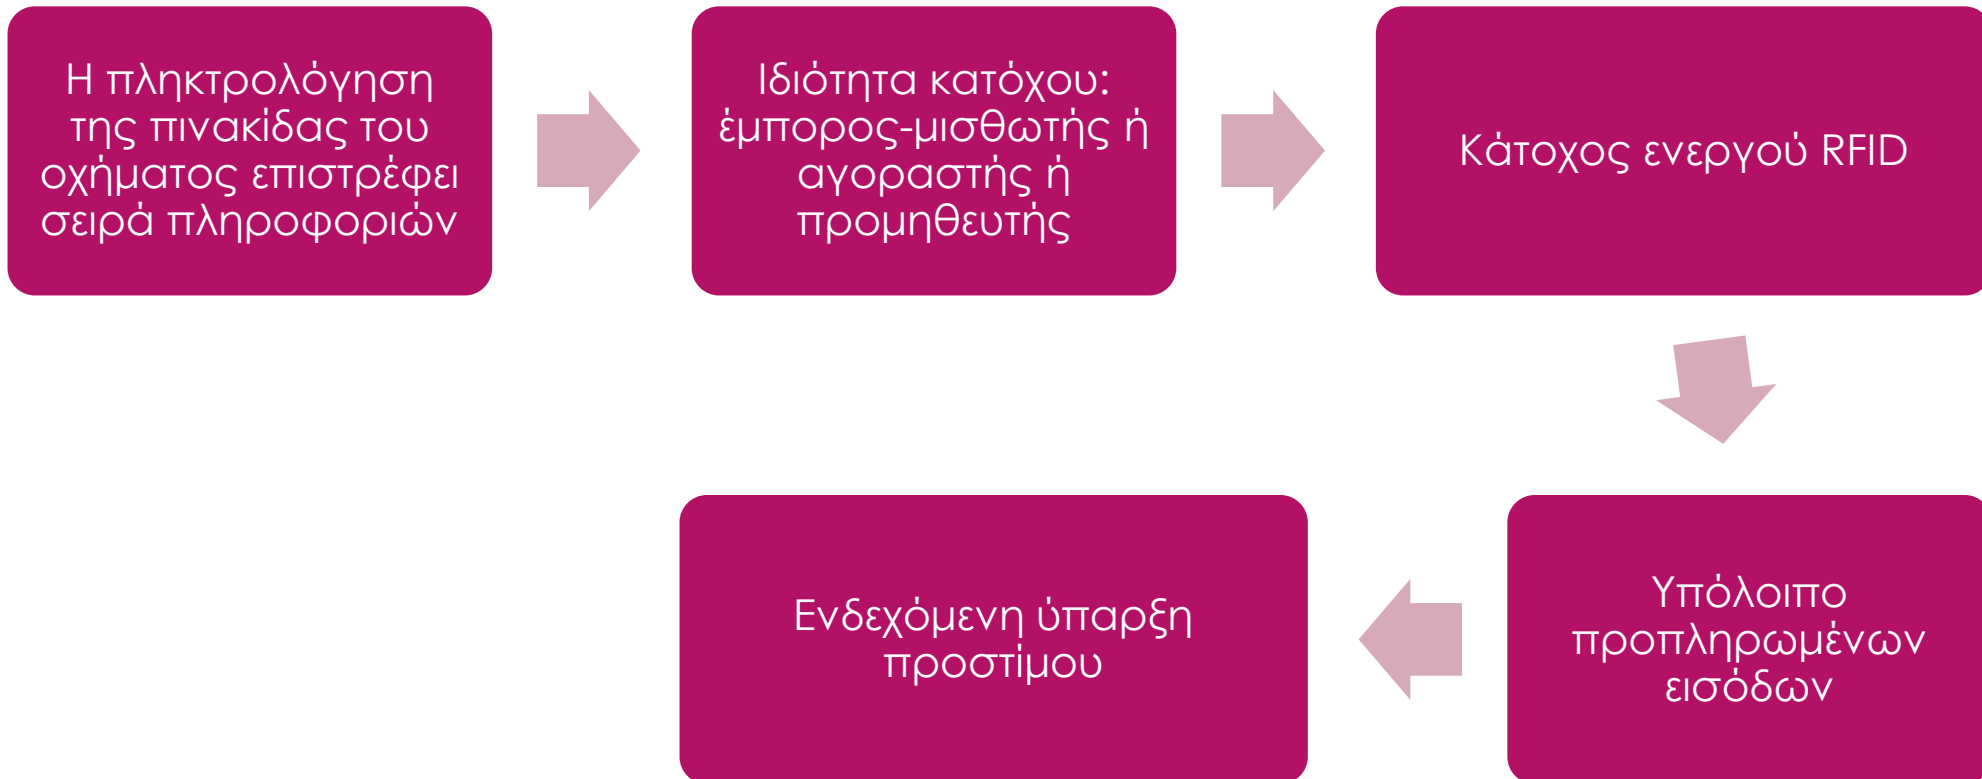 Η πληκτρολόγηση
της πινακίδας του
οχήματος επιστρέφει
σειρά πληροφοριών
Ιδιότητα κατόχου:
έμπορος-μισθωτής ή
αγοραστής ή
προμηθευτής
Κάτοχος ενεργού RFID
Υπόλοιπο
προπληρωμένων
εισόδων
Ενδεχόμενη ύπαρξη
προστίμου